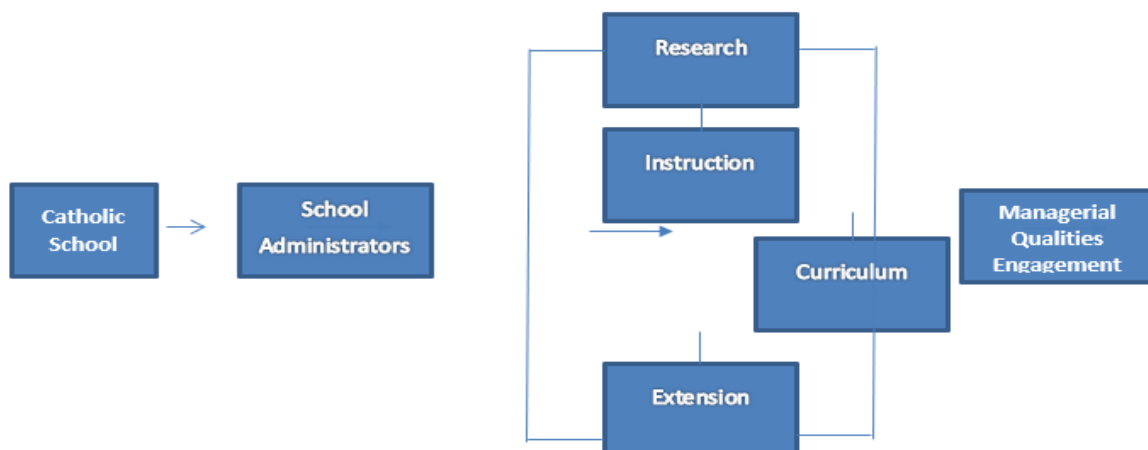 Research
Instruction
Catholic
School
School
Administrators
Managerial
Qualities
Engagement
Curriculum
Extension